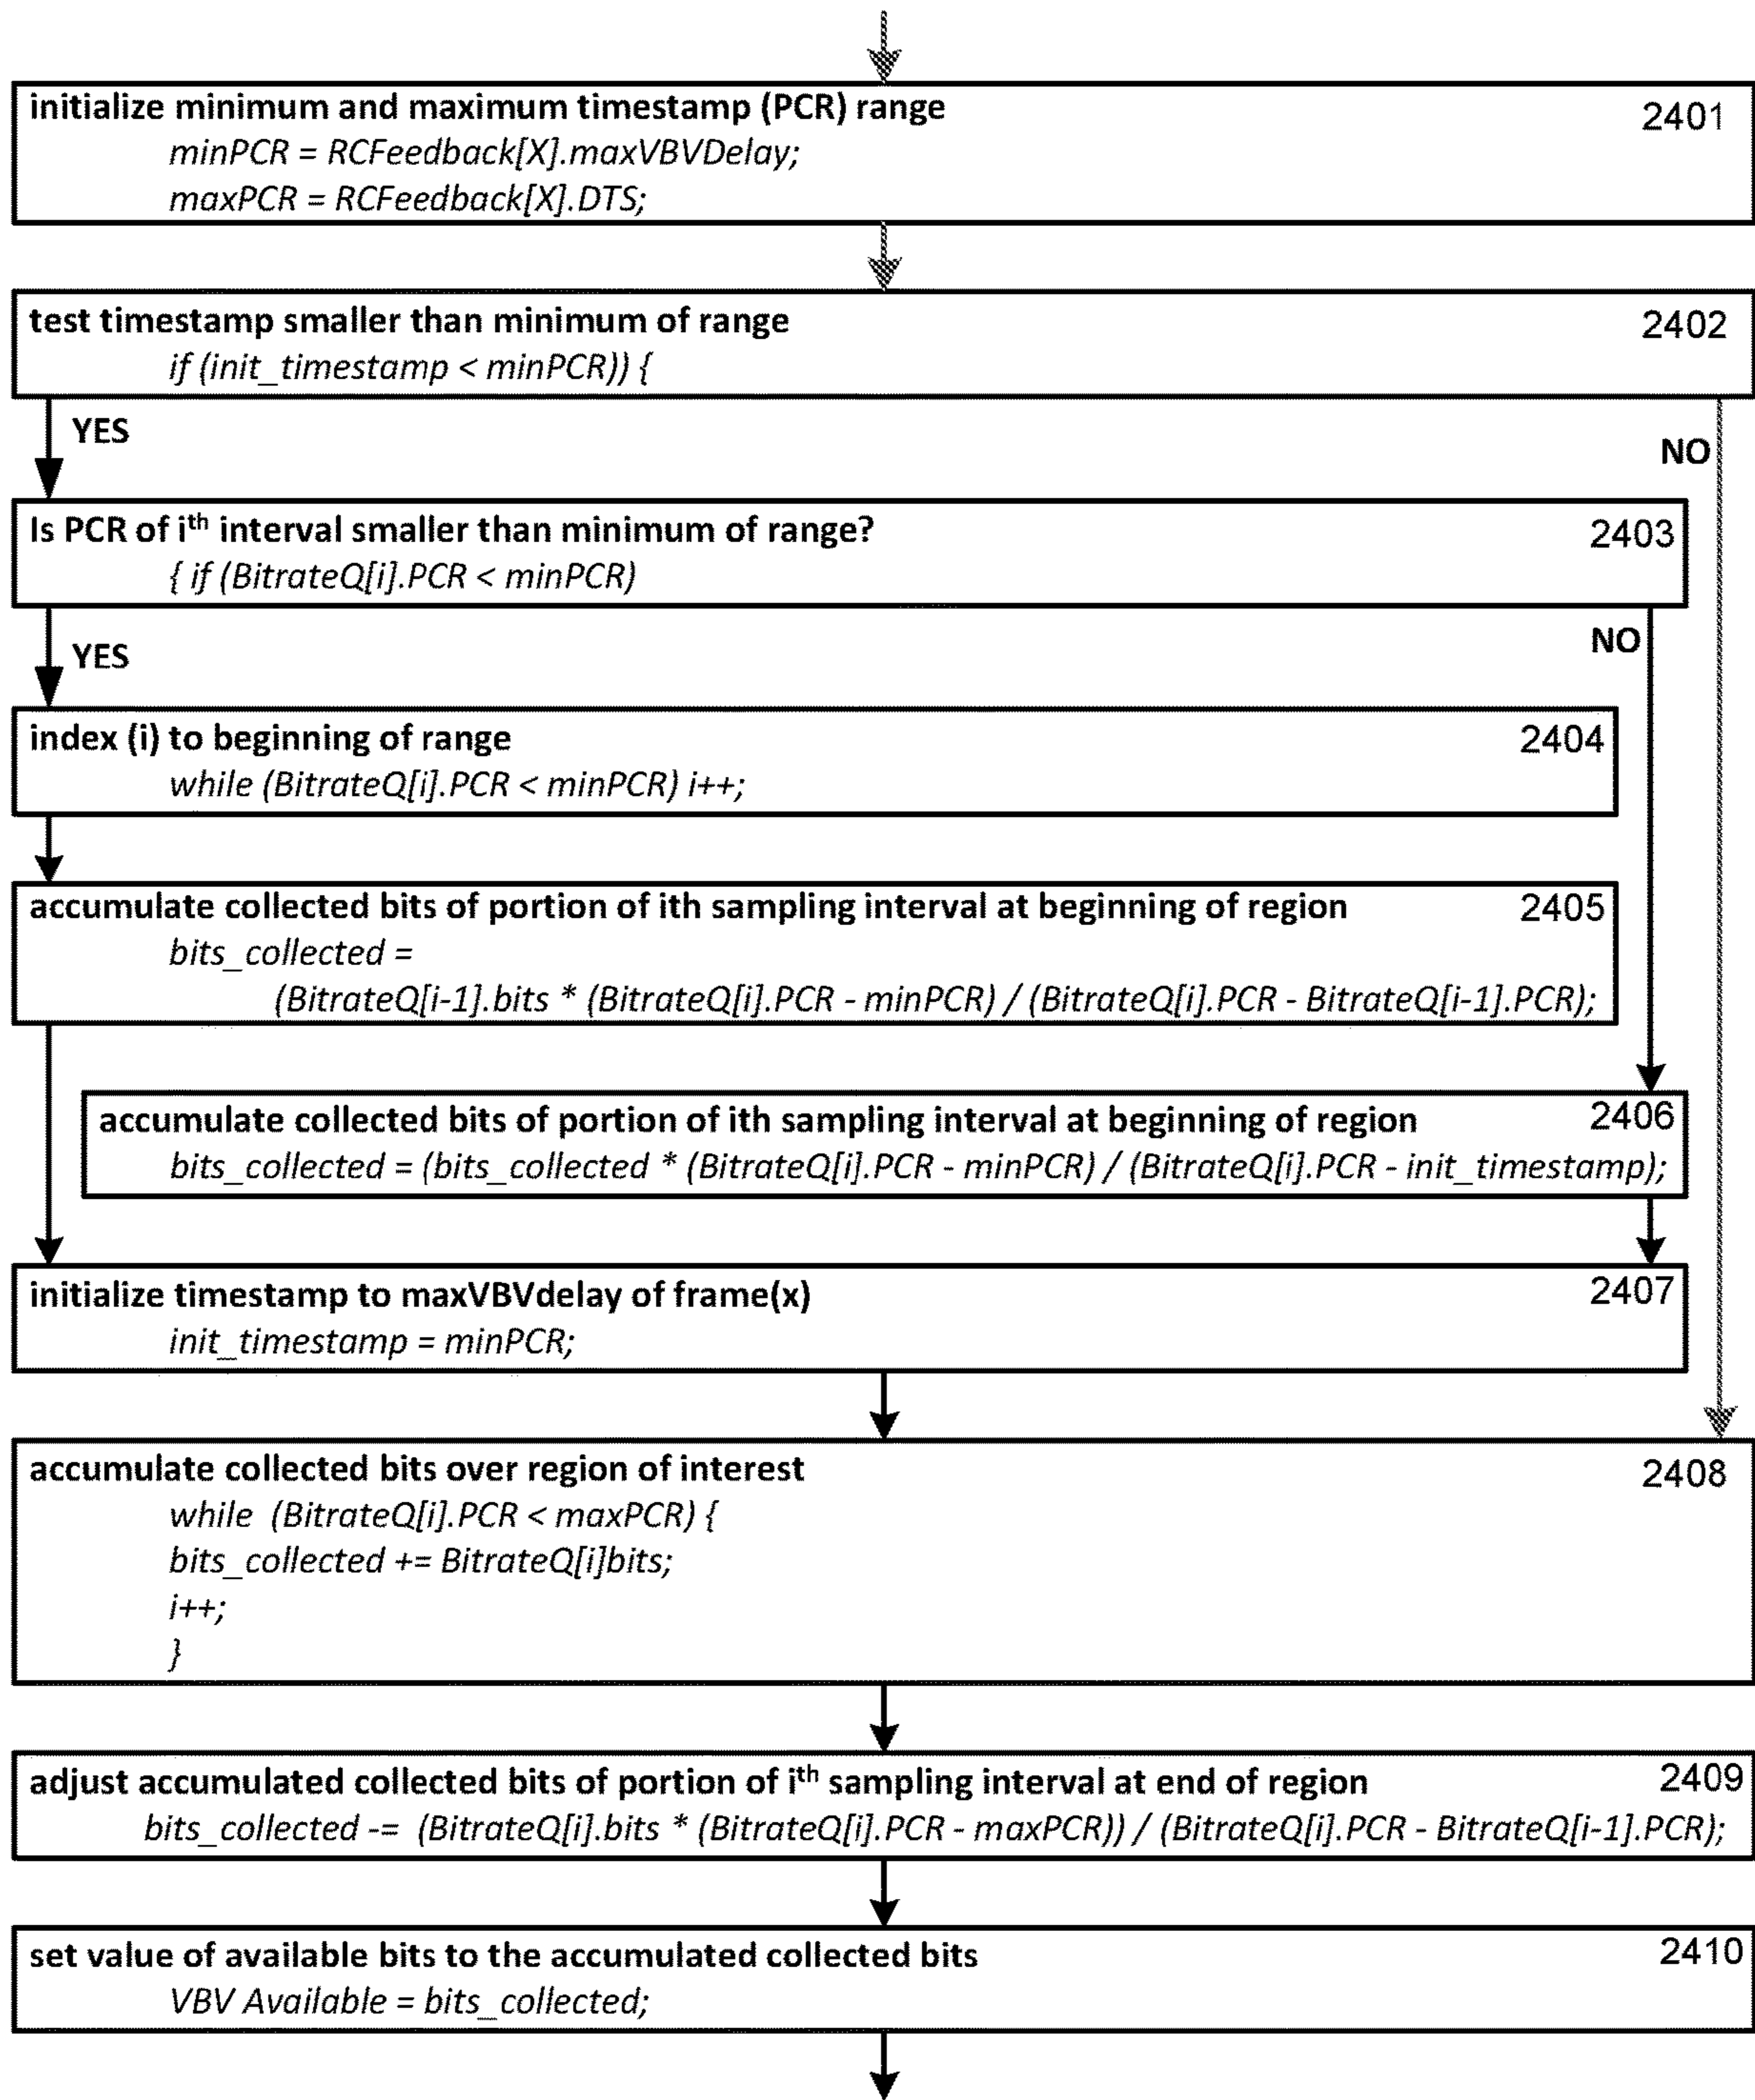 initialize minimum and maximum timestamp (PCR) range 2401
minPCR = RCFeedback[X].maxVBVDelay;
maxPCR = RCFeedback[X].DTS;
test timestamp smaller than minimum of range 2402
if (init_timestamp < minPCR)) {
YES
NO
Is PCR of ith interval smaller than minimum of range? 2403
{ if (BitrateQ[i].PCR < minPCR)
YES
NO
index (i) to beginning of range 2404
while (BitrateQ[i].PCR < minPCR) i++;
accumulate collected bits of portion of ith sampling interval at beginning of region 2405
bits_collected =
(BitrateQ[i-1].bits * (BitrateQ[i].PCR - minPCR) / (BitrateQ[i].PCR - BitrateQ[i-1].PCR);
accumulate collected bits of portion of ith sampling interval at beginning of region 2406
bits_collected = (bits_collected * (BitrateQ[i].PCR - minPCR) / (BitrateQ[i].PCR - init_timestamp);
initialize timestamp to maxVBVdelay of frame(x) 2407
init_timestamp = minPCR;
accumulate collected bits over region of interest 2408
while (BitrateQ[i].PCR < maxPCR) {
bits_collected += BitrateQ[i]bits;
i++;
}
adjust accumulated collected bits of portion of ith sampling interval at end of region 2409
bits_collected -= (BitrateQ[i].bits * (BitrateQ[i].PCR - maxPCR)) / (BitrateQ[i].PCR - BitrateQ[i-1].PCR);
set value of available bits to the accumulated collected bits 2410
VBV Available = bits_collected;